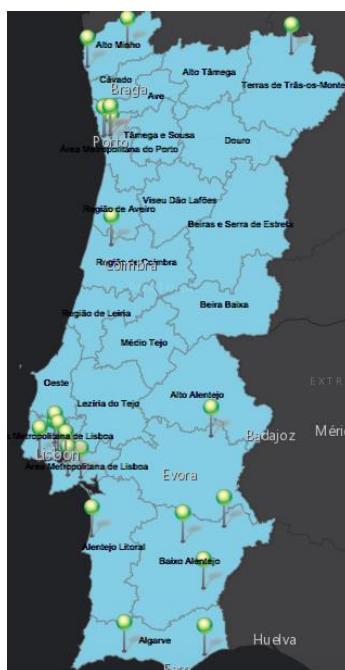 Alto Minho
Alto Tâmega
Terras de Trás-os-Monte
Cávado
Braga
Ave
Porto
Tâmega e Sousa
Área Metropolitana do Porto
Douro
Viseu Dão Lafões
Região de Aveiro
Beiras e Serra de Estrela
Região de Coimbra
Coimbra
Beira Baixa
Região de Leiria
Médio Tejo
EXTR
Oeste
Lezíria do Tejo
Alto Alentejo
Metropolitana de Lisboa
Badajoz
Méri
Lisbon
Área Metropolitana de Lisboa
Evora
Alentejo Litoral
Baixo Alentejo
Algarve
Huelva
Faro